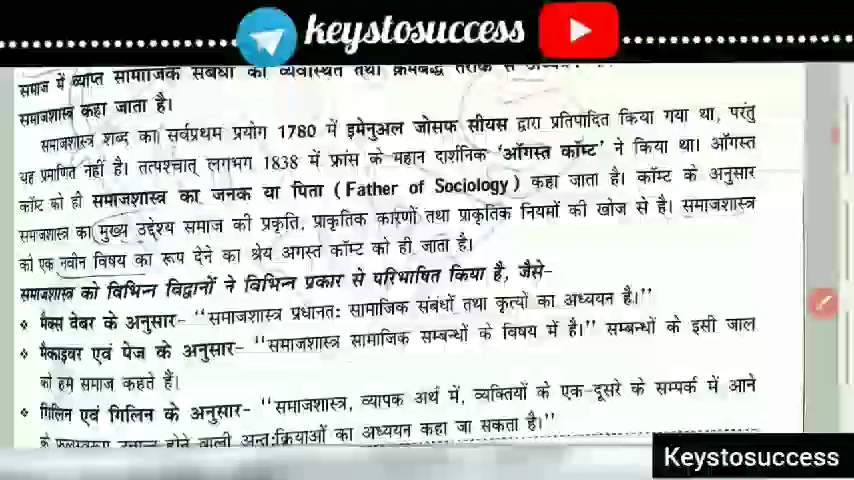 keystosuccess
समाज में व्याप्त सामाजिक संबंधों का व्यवस्थित तथा क्रमबद्ध तरीके से
समाजशास्त्र कहा जाता है।
समाजशास्त्र शब्द का सर्वप्रथम प्रयोग 1780 में इमेनुअल जोसफ सीयस द्वारा प्रतिपादित किया गया था, परंतु
यह प्रमाणित नहीं है। तत्पश्चात् लगभग 1838 में फ्रांस के महान दार्शनिक 'ऑगस्त कॉम्ट' ने किया था। ऑगस्त
कॉम्ट को ही समाजशास्त्र का जनक या पिता (Father of Sociology) कहा जाता है। कॉम्ट के अनुसार
समाजशास्त्र का मुख्य उद्देश्य समाज की प्रकृति, प्राकृतिक कारणों तथा प्राकृतिक नियमों की खोज से है। समाजशास्त्र
को एक नवीन विषय का रूप देने का श्रेय अगस्त कॉम्ट को ही जाता है।
समाजशास्त्र को विभिन्न विद्वानों ने विभिन्न प्रकार से परिभाषित किया है, जैसे-
❖ मैक्स वेबर के अनुसार- "समाजशास्त्र प्रधानतः सामाजिक संबंधों तथा कृत्यों का अध्ययन है।"
❖ मैकाइवर एवं पेज के अनुसार- "समाजशास्त्र सामाजिक सम्बन्धों के विषय में है।" सम्बन्धों के इसी जाल
को हम समाज कहते हैं।
❖ गिलिन एवं गिलिन के अनुसार- "समाजशास्त्र, व्यापक अर्थ में, व्यक्तियों के एक-दूसरे के सम्पर्क में आने
के फलस्वरूप उत्पन्न होने वाली अन्तःक्रियाओं का अध्ययन कहा जा सकता है।"
Keystosuccess